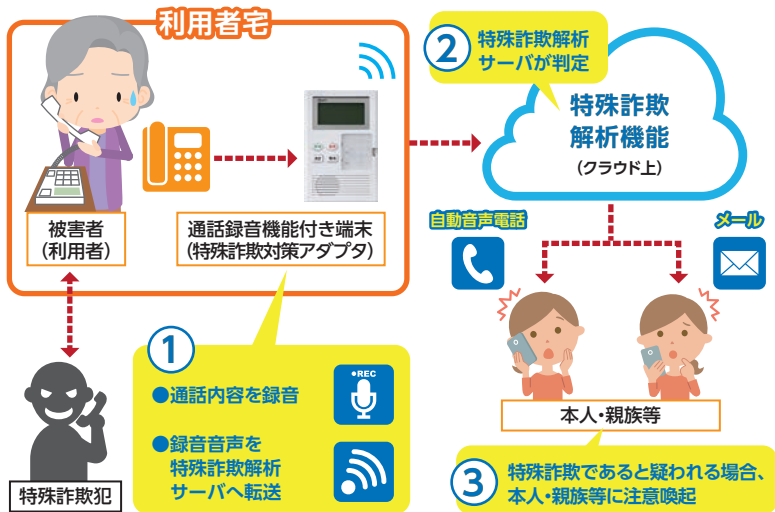 利用者宅
被害者
(利用者)
通話録音機能付き端末
(特殊詐欺対策アダプタ)
特殊詐欺犯
①
●通話内容を録音
●REC
●録音音声を
特殊詐欺解析
サーバへ転送
②
特殊詐欺解析
サーバが判定
特殊詐欺
解析機能
(クラウド上)
自動音声電話
メール
本人・親族等
③
特殊詐欺であると疑われる場合、
本人・親族等に注意喚起